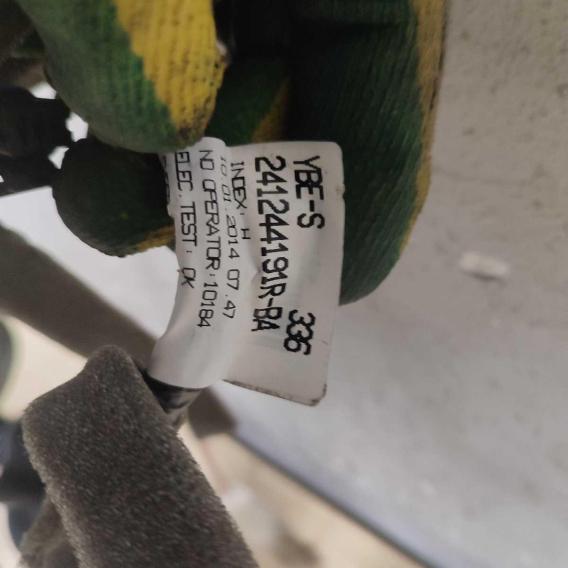 YBE-S 336
241244191R-BA
INDEX: H
10.01.2014 07.47
NO OPERATOR:10184
ELEC.TEST: OK